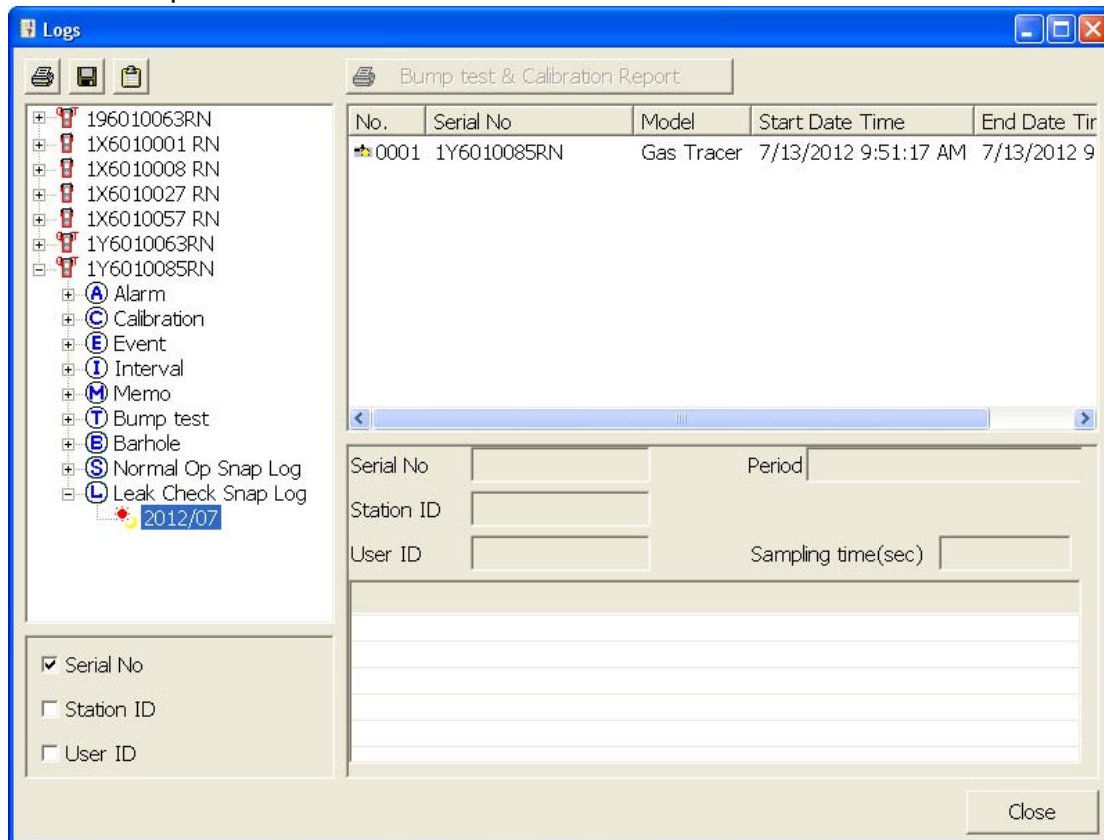 Logs
Bump test & Calibration Report
196010063RN
1X6010001 RN
1X6010008 RN
1X6010027 RN
1X6010057 RN
1Y6010063RN
1Y6010085RN
A Alarm
C Calibration
E Event
I Interval
M Memo
T Bump test
B Barhole
S Normal Op Snap Log
L Leak Check Snap Log
2012/07
Serial No
Station ID
User ID
No. Serial No Model Start Date Time End Date Tir
0001 1Y6010085RN Gas Tracer 7/13/2012 9:51:17 AM 7/13/2012 9
Serial No Period
Station ID
User ID Sampling time(sec)
Close